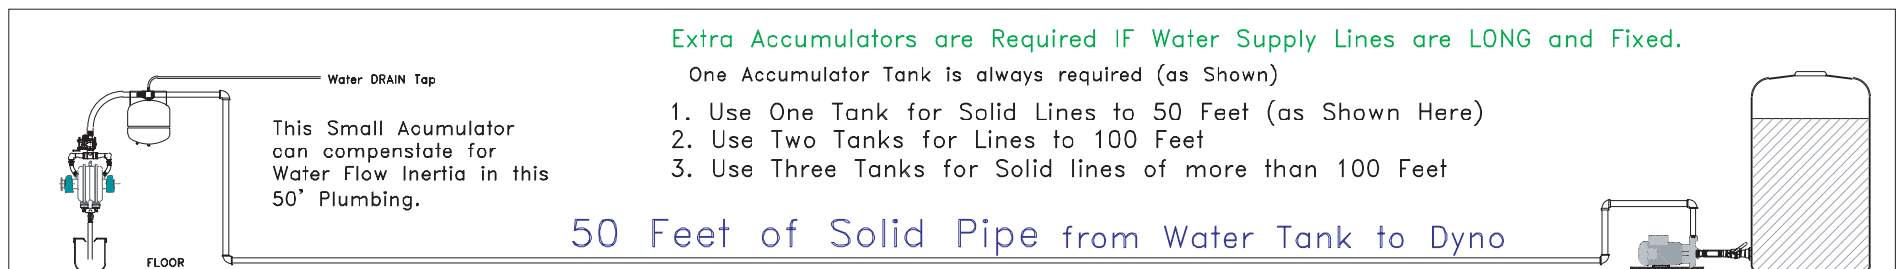 Extra Accumulators are Required IF Water Supply Lines are LONG and Fixed.
One Accumulator Tank is always required (as Shown)
1. Use One Tank for Solid Lines to 50 Feet (as Shown Here)
2. Use Two Tanks for Lines to 100 Feet
3. Use Three Tanks for Solid lines of more than 100 Feet
Water DRAIN Tap
This Small Acumulator
can compenstate for
Water Flow Inertia in this
50' Plumbing.
50 Feet of Solid Pipe from Water Tank to Dyno
FLOOR